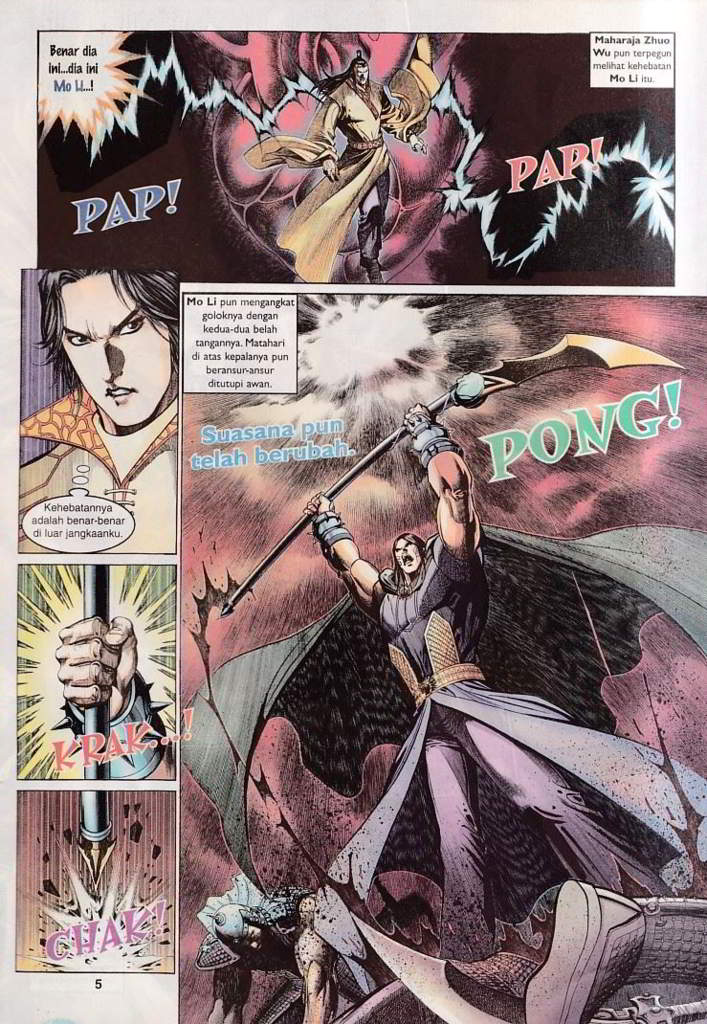 Benar dia
ini...dia ini
Mo Li...!
Maharaja Zhuo
Wu pun terpegun
melihat kehebatan
Mo Li itu.
PAP!
PAP!
Mo Li pun mengangkat
goloknya dengan
kedua-dua belah
tangannya. Matahari
di atas kepalanya pun
beransur-ansur
ditutupi awan.
Suasana pun
telah berubah.
PONG!
Kehebatannya
adalah benar-benar
di luar jangkaanku.
KRAK...!
CHAK!
5